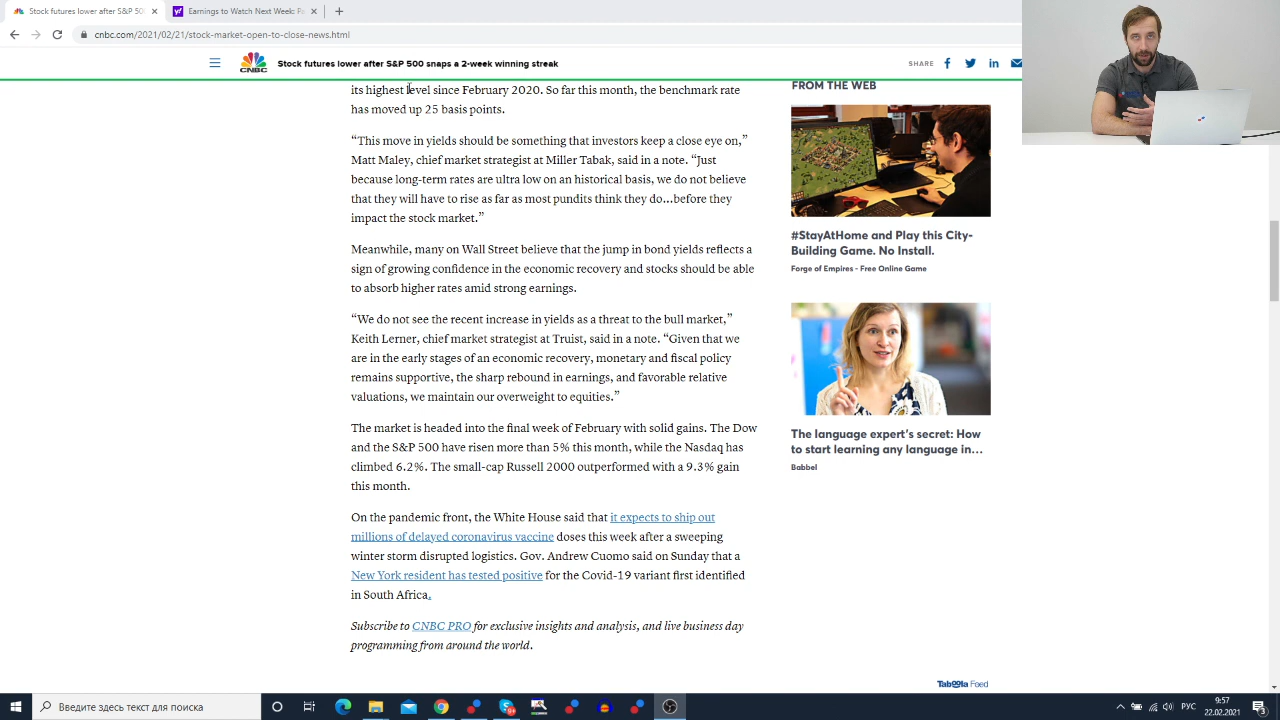 Stock futures lower after S&P 50
Earnings to Watch Next Week: Pa
cnbc.com/2021/02/21/stock-market-open-to-close-news.html
CNBC
Stock futures lower after S&P 500 snaps a 2-week winning streak
SHARE
its highest level since February 2020. So far this month, the benchmark rate
has moved up 25 basis points.
“This move in yields should be something that investors keep a close eye on,”
Matt Maley, chief market strategist at Miller Tabak, said in a note. “Just
because long-term rates are ultra low on an historical basis, we do not believe
that they will have to rise as far as most pundits think they do…before they
impact the stock market.”
Meanwhile, many on Wall Street believe that the jump in bond yields reflects a
sign of growing confidence in the economic recovery and stocks should be able
to absorb higher rates amid strong earnings.
“We do not see the recent increase in yields as a threat to the bull market,”
Keith Lerner, chief market strategist at Truist, said in a note. “Given that we
are in the early stages of an economic recovery, monetary and fiscal policy
remains supportive, the sharp rebound in earnings, and favorable relative
valuations, we maintain our overweight to equities.”
The market is headed into the final week of February with solid gains. The Dow
and the S&P 500 have risen more than 5% this month, while the Nasdaq has
climbed 6.2%. The small-cap Russell 2000 outperformed with a 9.3% gain
this month.
On the pandemic front, the White House said that it expects to ship out
millions of delayed coronavirus vaccine doses this week after a sweeping
winter storm disrupted logistics. Gov. Andrew Cuomo said on Sunday that a
New York resident has tested positive for the Covid-19 variant first identified
in South Africa.
Subscribe to CNBC PRO for exclusive insights and analysis, and live business day
programming from around the world.
FROM THE WEB
#StayAtHome and Play this City-
Building Game. No Install.
Forge of Empires - Free Online Game
The language expert's secret: How
to start learning any language in…
Babbel
Taboola Feed
Введите здесь текст для поиска
РУС
9:57
22.02.2021